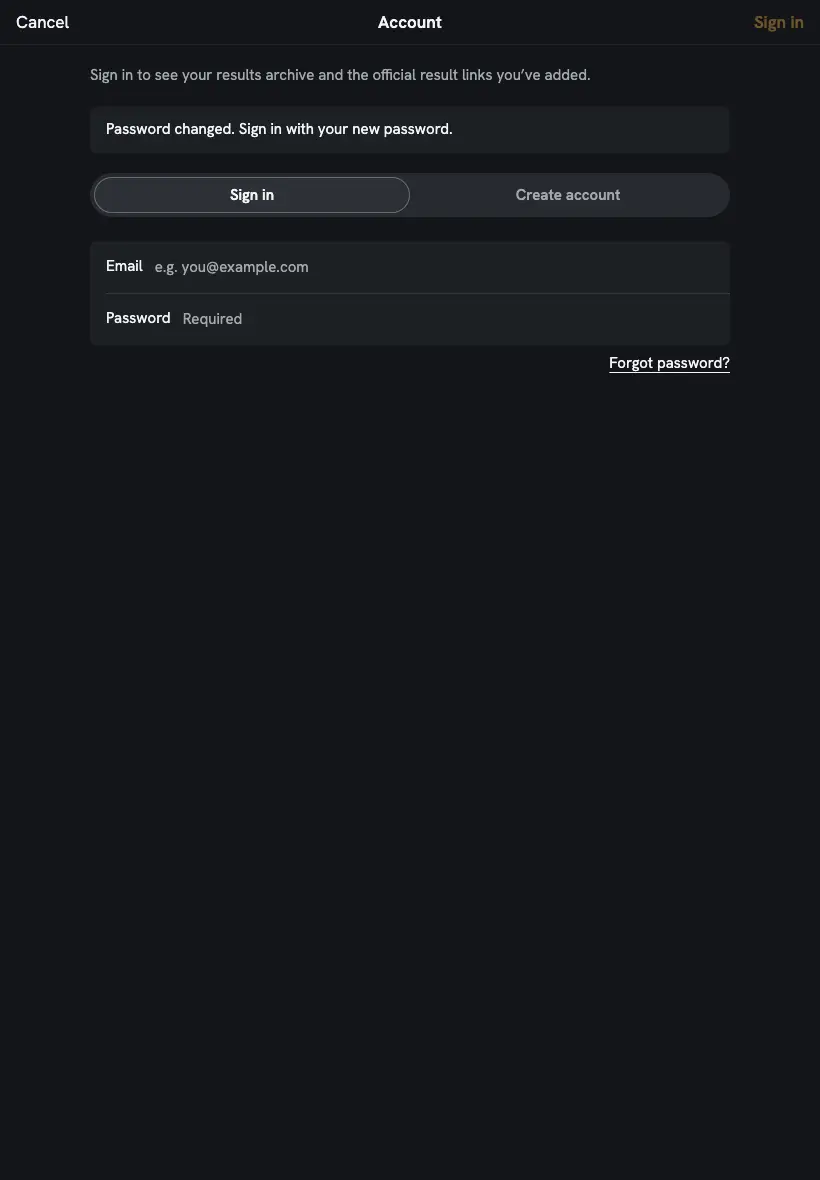 Cancel
Account
Sign in
Sign in to see your results archive and the official result links you’ve added.
Password changed. Sign in with your new password.
Sign in
Create account
Email e.g. you@example.com
Password Required
Forgot password?